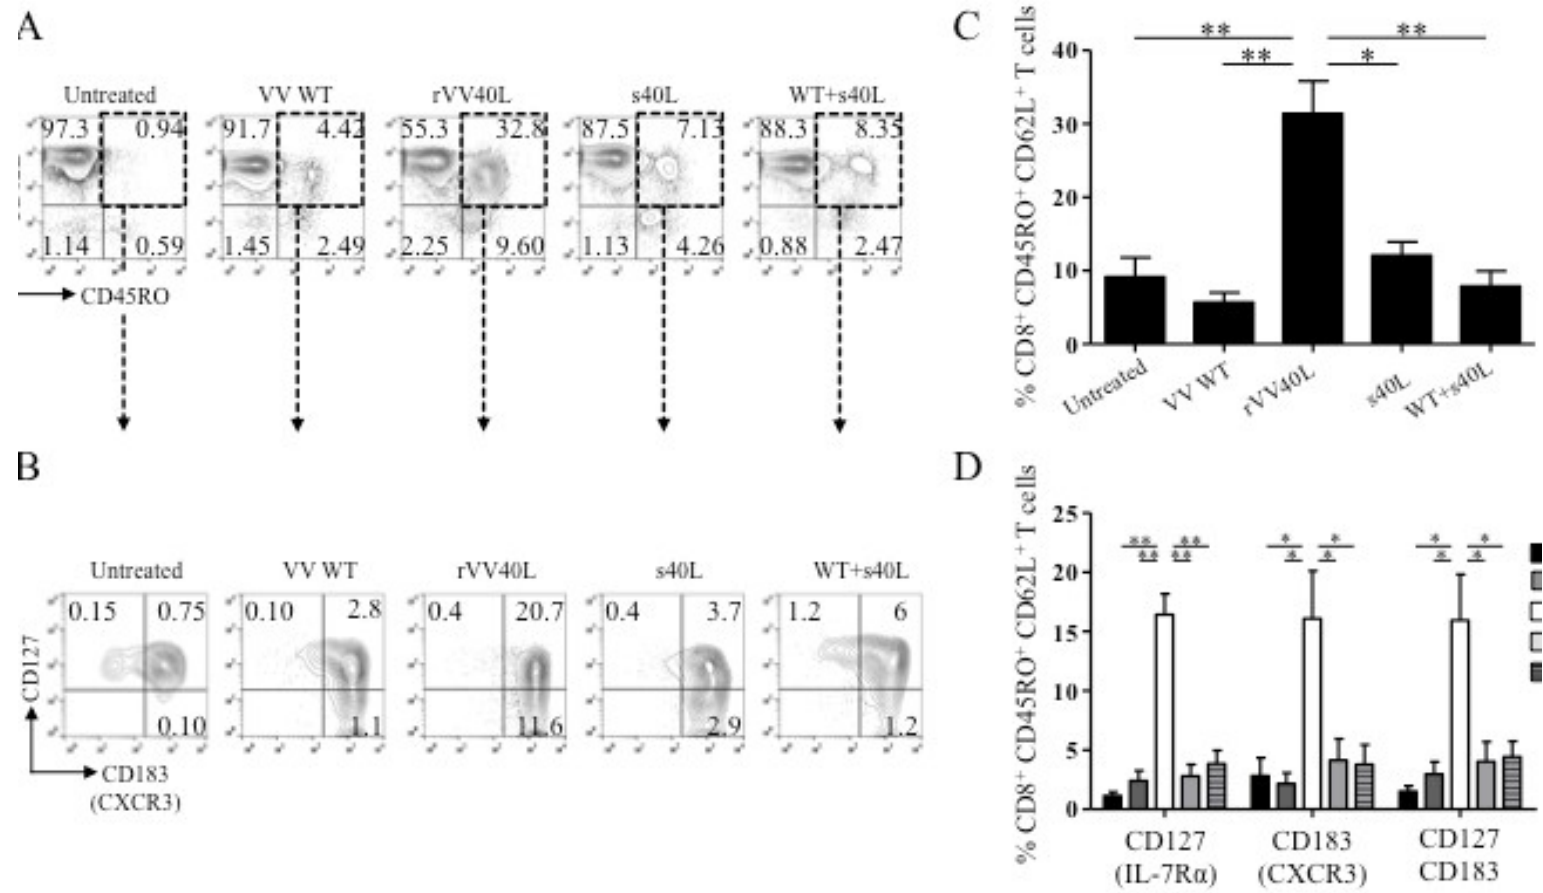 A
Untreated VV WT rVV40L s40L WT+s40L
97.3 0.94 91.7 4.42 55.3 32.8 87.5 7.13 88.3 8.35
1.14 0.59 1.45 2.49 2.25 9.60 1.13 4.26 0.88 2.47
CD45RO
B
Untreated VV WT rVV40L s40L WT+s40L
0.15 0.75 0.10 2.8 0.4 20.7 0.4 3.7 1.2 6
0.10 1.1 11.6 2.9 1.2
CD127
CD183
(CXCR3)
C
% CD8+ CD45RO+ CD62L+ T cells
** **
** *
40
30
20
10
0
Untreated VV WT rVV40L s40L WT+s40L
D
% CD8+ CD45RO+ CD62L+ T cells
25
20
15
10
5
0
** ** * * * *
** ** * * * *
CD127 CD183 CD127
(IL-7Rα) (CXCR3) CD183